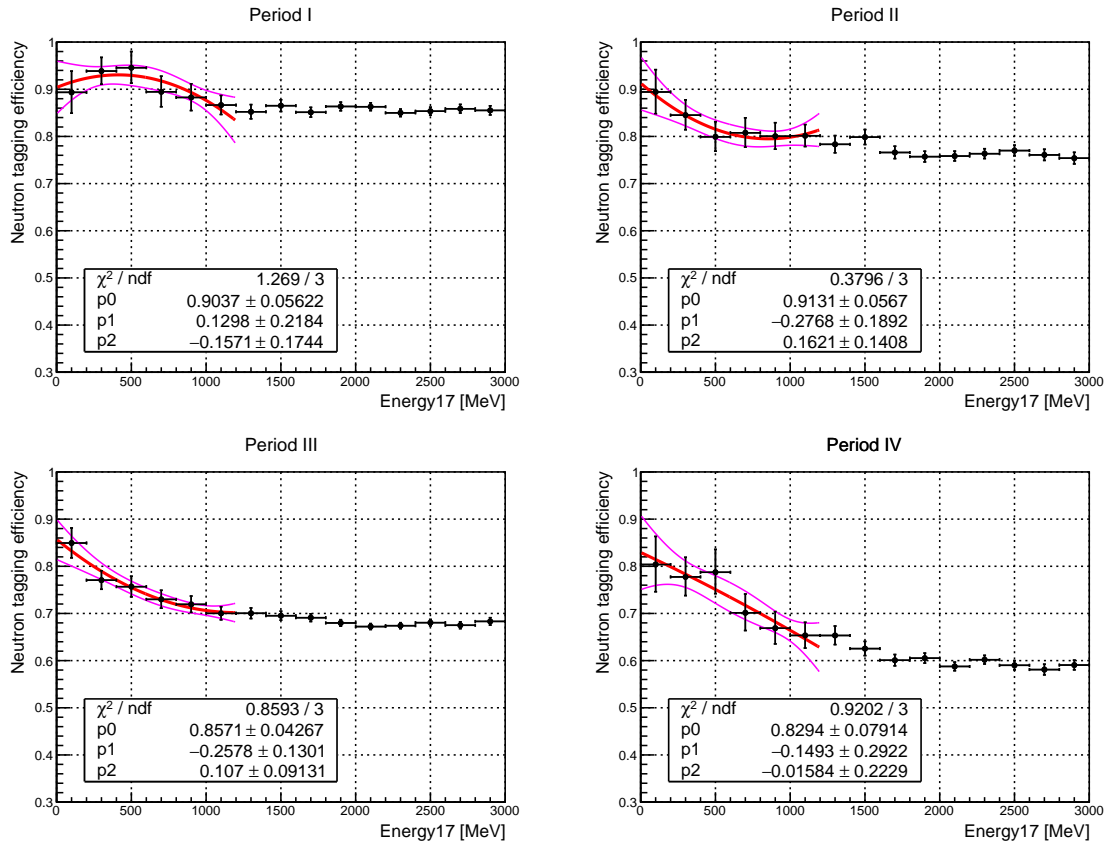 Period I
Neutron tagging efficiency
1
0.9
0.8
0.7
0.6
0.5
0.4
0.3
χ² / ndf 1.269 / 3
p0 0.9037 ± 0.05622
p1 0.1298 ± 0.2184
p2 −0.1571 ± 0.1744
0 500 1000 1500 2000 2500 3000
Energy17 [MeV]
Period II
Neutron tagging efficiency
1
0.9
0.8
0.7
0.6
0.5
0.4
0.3
χ² / ndf 0.3796 / 3
p0 0.9131 ± 0.0567
p1 −0.2768 ± 0.1892
p2 0.1621 ± 0.1408
0 500 1000 1500 2000 2500 3000
Energy17 [MeV]
Period III
Neutron tagging efficiency
1
0.9
0.8
0.7
0.6
0.5
0.4
0.3
χ² / ndf 0.8593 / 3
p0 0.8571 ± 0.04267
p1 −0.2578 ± 0.1301
p2 0.107 ± 0.09131
0 500 1000 1500 2000 2500 3000
Energy17 [MeV]
Period IV
Neutron tagging efficiency
1
0.9
0.8
0.7
0.6
0.5
0.4
0.3
χ² / ndf 0.9202 / 3
p0 0.8294 ± 0.07914
p1 −0.1493 ± 0.2922
p2 −0.01584 ± 0.2229
0 500 1000 1500 2000 2500 3000
Energy17 [MeV]